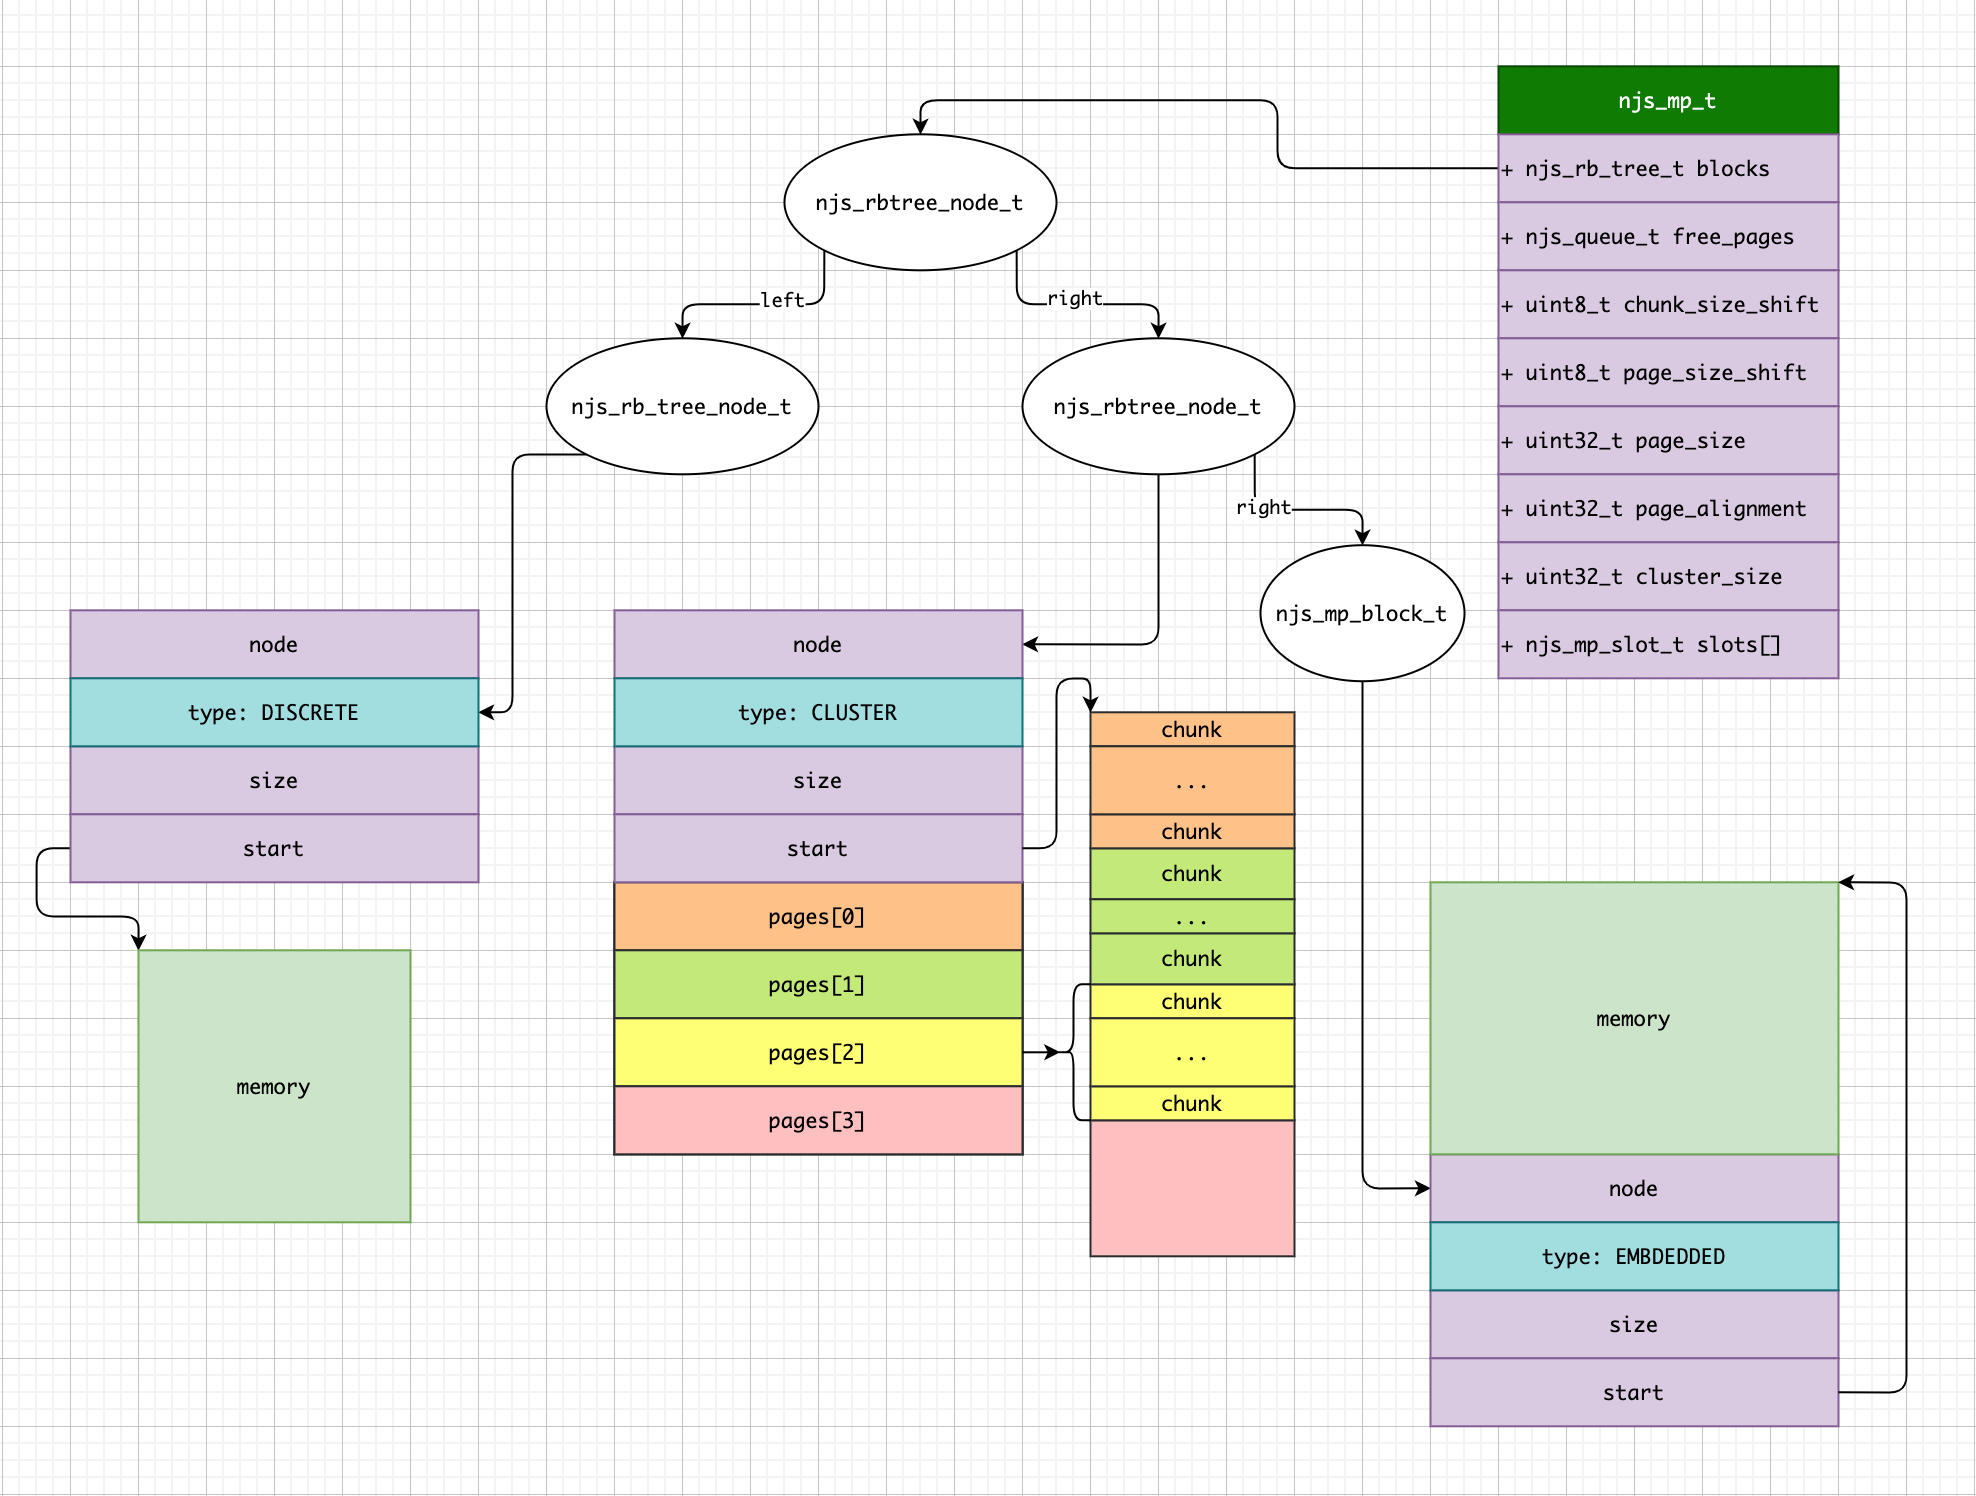 njs_mp_t
+ njs_rb_tree_t blocks
+ njs_queue_t free_pages
+ uint8_t chunk_size_shift
+ uint8_t page_size_shift
+ uint32_t page_size
+ uint32_t page_alignment
+ uint32_t cluster_size
+ njs_mp_slot_t slots[]
njs_rbtree_node_t
left
right
njs_rb_tree_node_t
njs_rbtree_node_t
right
njs_mp_block_t
node
type: DISCRETE
size
start
memory
node
type: CLUSTER
size
start
pages[0]
pages[1]
pages[2]
pages[3]
chunk
...
chunk
chunk
...
chunk
chunk
...
chunk
memory
node
type: EMBDEDDED
size
start